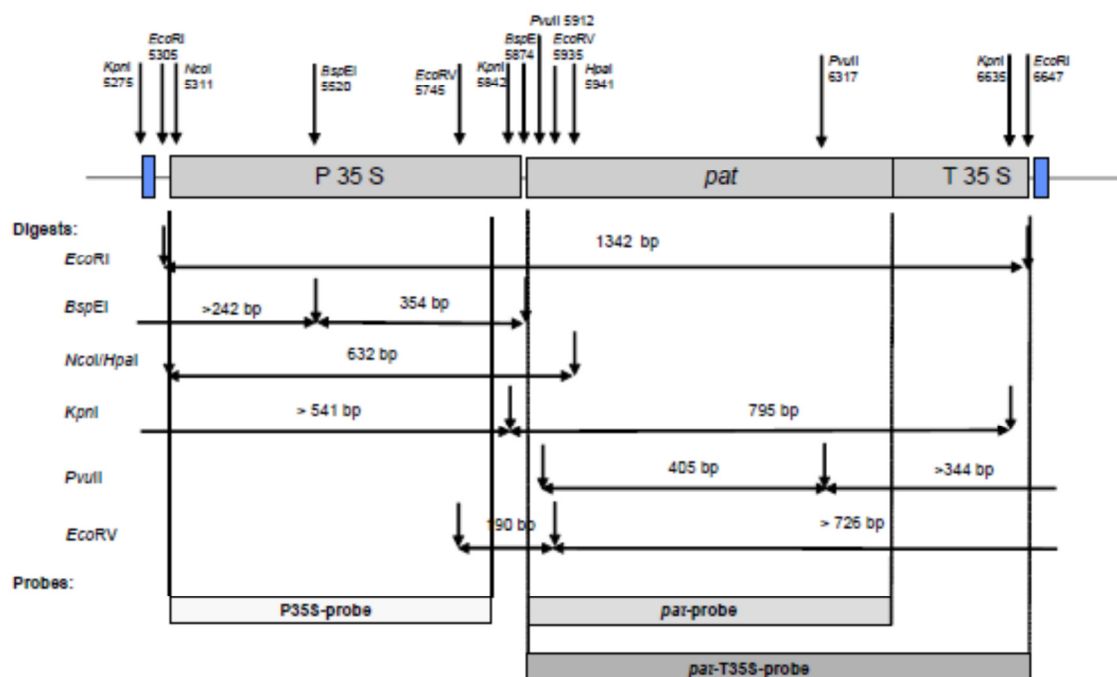 PvuII 5912
EcoRI
5305
BspEI
5874
EcoRV
5935
KpnI
5275
NcoI
5311
BspEI
5520
EcoRV
5745
KpnI
5842
HpaI
5941
PvuII
6317
KpnI
6635
EcoRI
6647
P 35 S
pat
T 35 S
Digests:
EcoRI
1342 bp
BspEI
>242 bp
354 bp
NcoI/HpaI
632 bp
KpnI
> 541 bp
795 bp
PvuII
405 bp
>344 bp
EcoRV
190 bp
> 726 bp
Probes:
P35S-probe
pat-probe
pat-T35S-probe